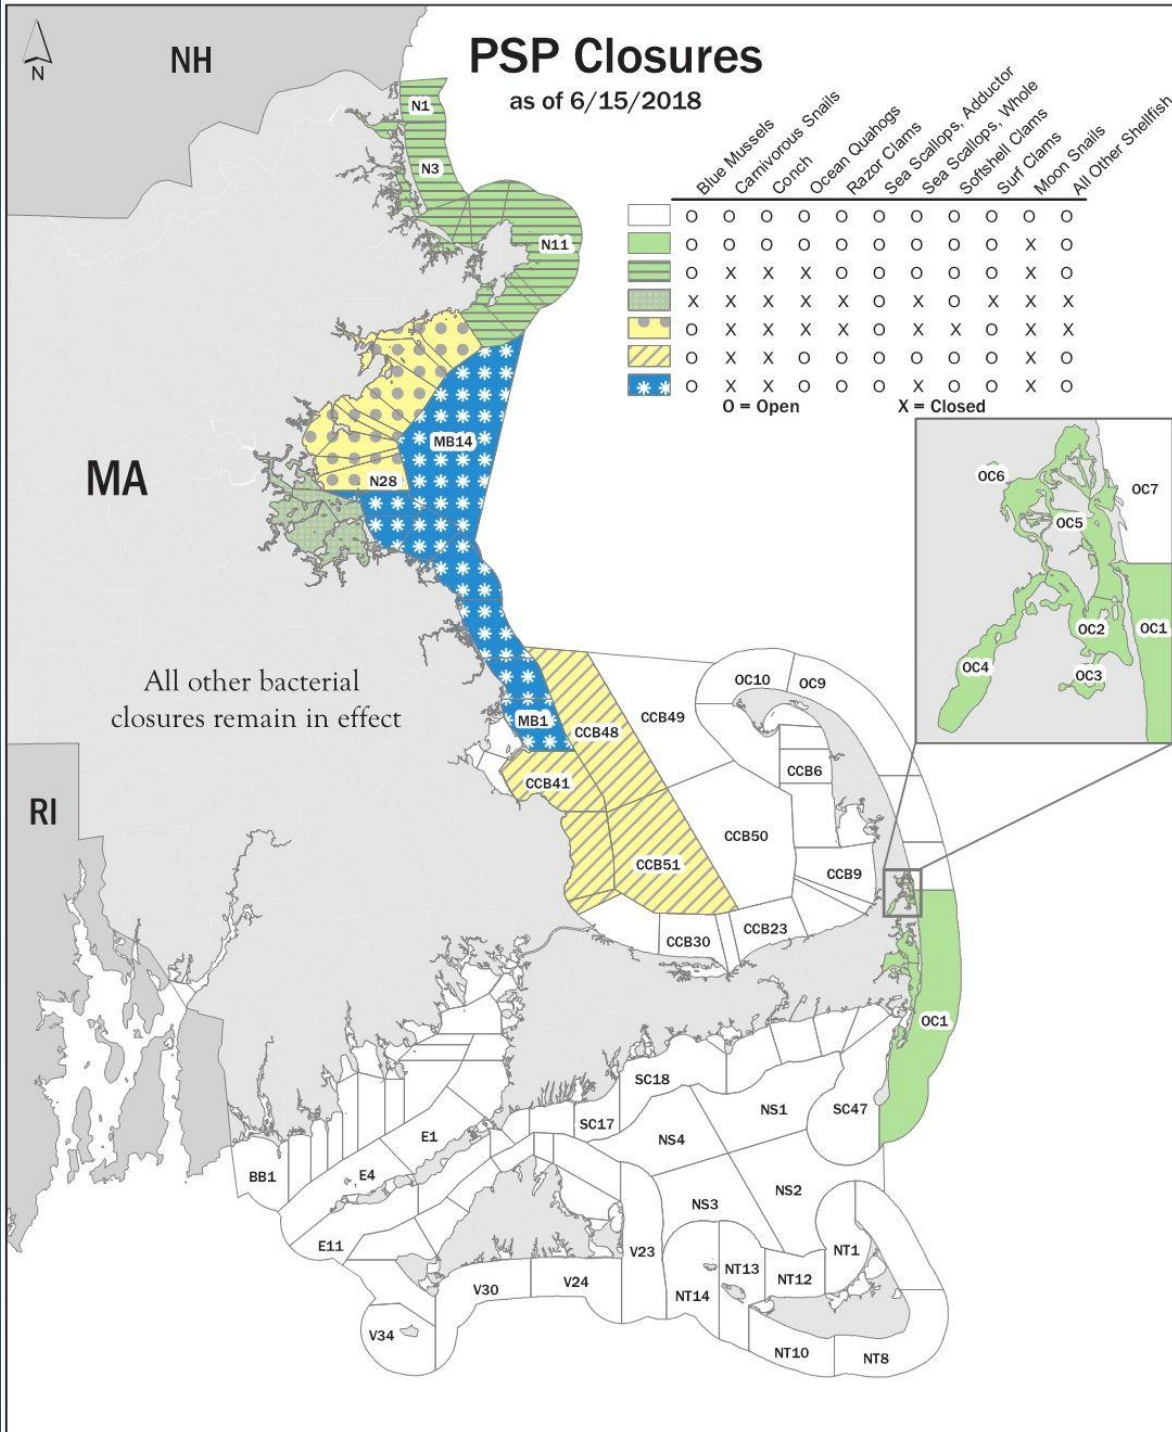 PSP Closures
as of 6/15/2018
N
NH
Blue Mussels
Carnivorous Snails
Conch
Ocean Quahogs
Razor Clams
Sea Scallops, Adductor
Sea Scallops, Whole
Softshell Clams
Surf Clams
Moon Snails
All Other Shellfish
O O O O O O O O O O O
O O O O O O O O O X O
O X X X O O O O O X O
X X X X X O X O X X X
O X X X X O X X O X X
O X X O O O O O O X O
O X X O O O X O O X O
O = Open X = Closed
N1
N3
N11
MB14
N28
MA
OC6
OC7
OC5
OC2
OC1
OC4
OC3
All other bacterial
closures remain in effect
OC10
OC9
CCB49
MB1
CCB48
CCB6
CCB41
RI
CCB50
CCB51
CCB9
CCB23
CCB30
OC1
SC18
SC17
NS1
SC47
E1
NS4
E4
BB1
NS2
NS3
E11
V23
NT1
NT13
NT12
V24
V30
NT14
V34
NT10
NT8